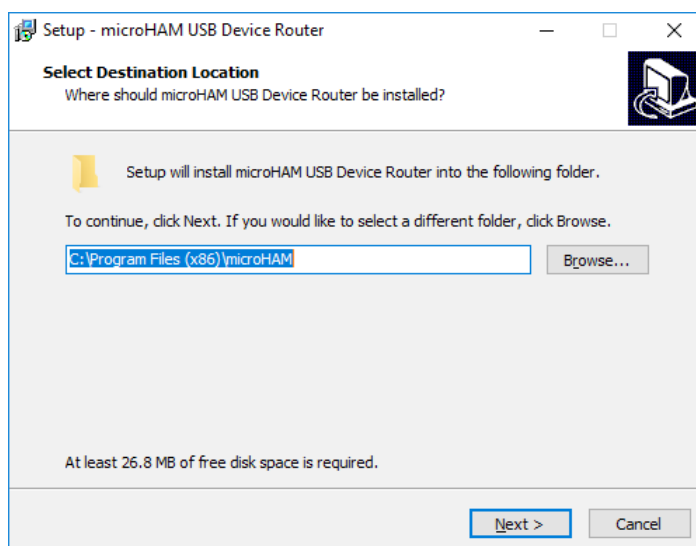 Setup - microHAM USB Device Router
Select Destination Location
Where should microHAM USB Device Router be installed?
Setup will install microHAM USB Device Router into the following folder.
To continue, click Next. If you would like to select a different folder, click Browse.
C:\Program Files (x86)\microHAM
Browse...
At least 26.8 MB of free disk space is required.
Next >
Cancel